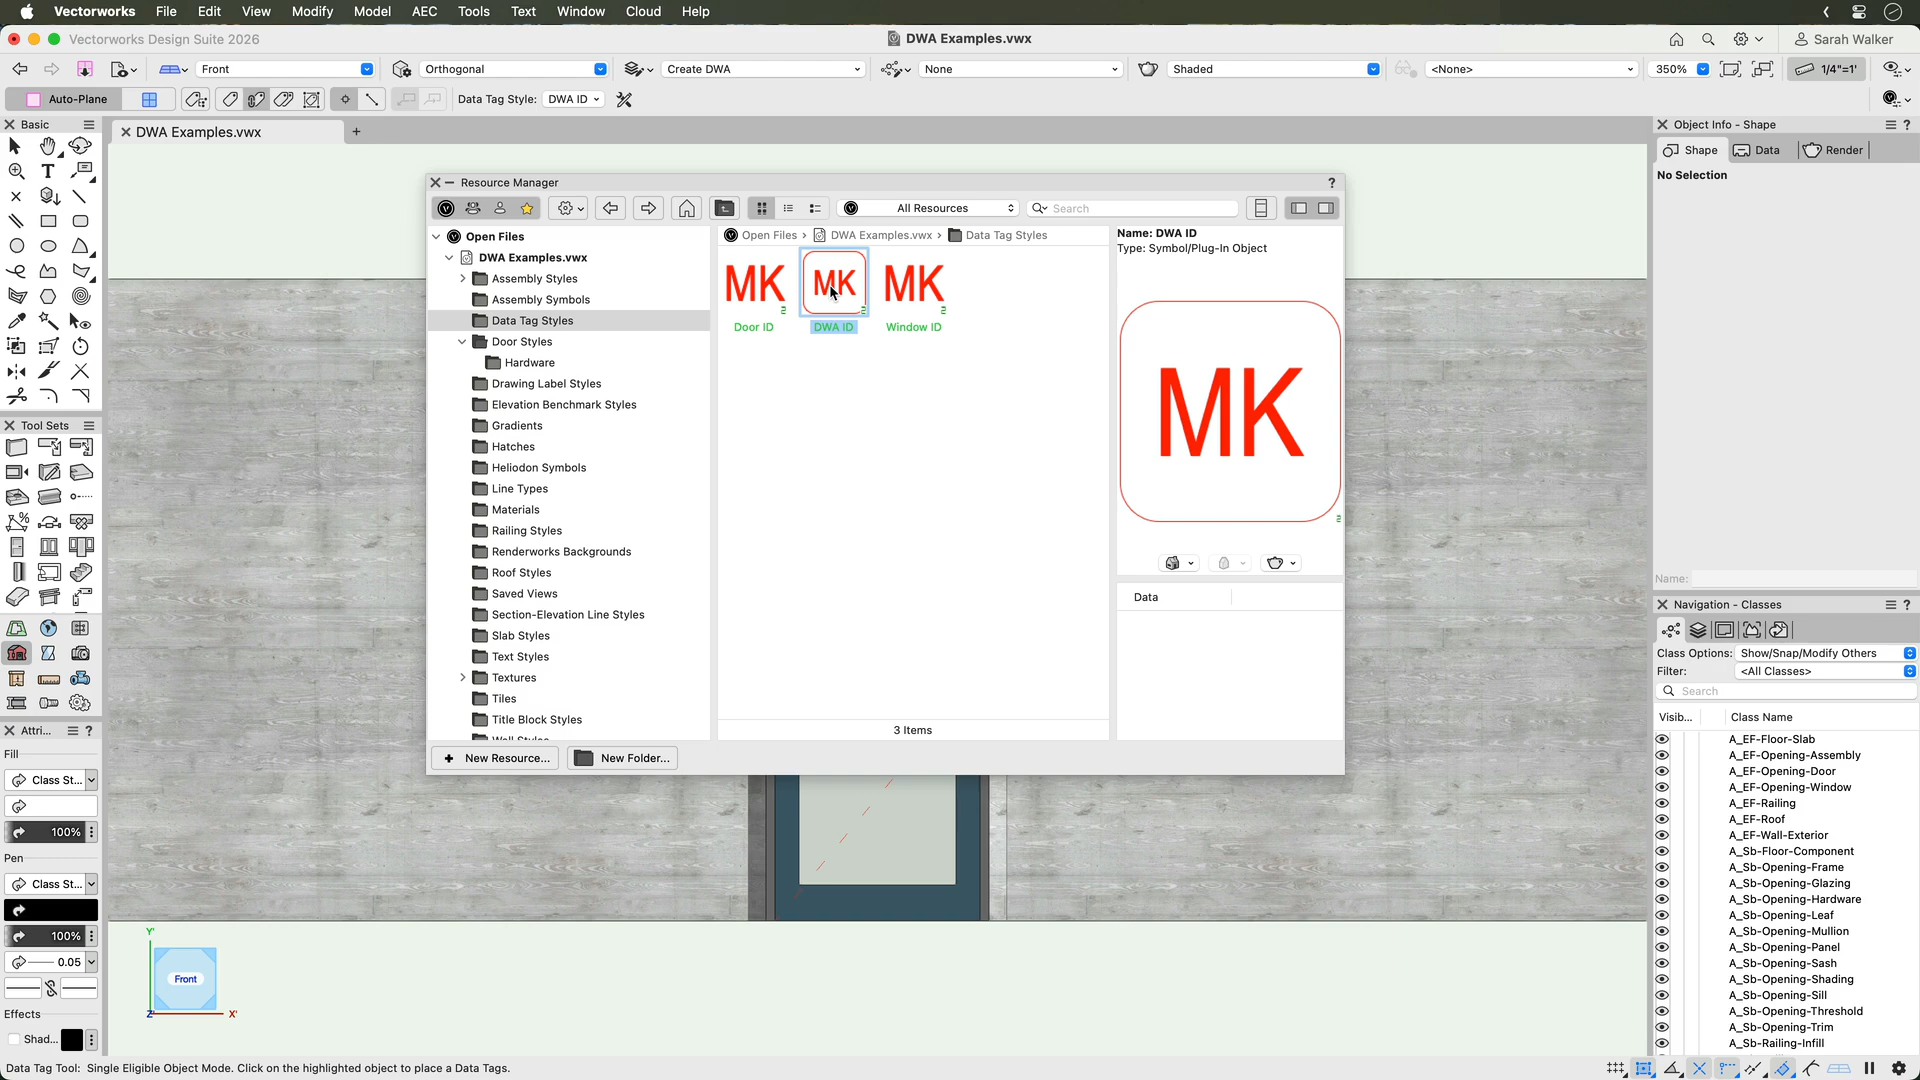 Vectorworks File Edit View Modify Model AEC Tools Text Window Cloud Help
Vectorworks Design Suite 2026
DWA Examples.vwx
Sarah Walker
Front
Orthogonal
Create DWA
None
Shaded
<None>
350%
1/4"=1'
Auto-Plane
Data Tag Style: DWA ID
Basic
DWA Examples.vwx
Object Info - Shape
Shape
Data
Render
No Selection
Name:
Tool Sets
Resource Manager
All Resources
Search
Open Files
DWA Examples.vwx
Assembly Styles
Assembly Symbols
Data Tag Styles
Door Styles
Hardware
Drawing Label Styles
Elevation Benchmark Styles
Gradients
Hatches
Heliodon Symbols
Line Types
Materials
Railing Styles
Renderworks Backgrounds
Roof Styles
Saved Views
Section-Elevation Line Styles
Slab Styles
Text Styles
Textures
Tiles
Title Block Styles
Wall Styles
Open Files › DWA Examples.vwx › Data Tag Styles
MK
MK
MK
Door ID
DWA ID
Window ID
3 Items
Name: DWA ID
Type: Symbol/Plug-In Object
MK
Data
New Resource...
New Folder...
Navigation - Classes
Class Options: Show/Snap/Modify Others
Filter: <All Classes>
Search
Visib...
Class Name
A_EF-Floor-Slab
A_EF-Opening-Assembly
A_EF-Opening-Door
A_EF-Opening-Window
A_EF-Railing
A_EF-Roof
A_EF-Wall-Exterior
A_Sb-Floor-Component
A_Sb-Opening-Frame
A_Sb-Opening-Glazing
A_Sb-Opening-Hardware
A_Sb-Opening-Leaf
A_Sb-Opening-Mullion
A_Sb-Opening-Panel
A_Sb-Opening-Sash
A_Sb-Opening-Shading
A_Sb-Opening-Sill
A_Sb-Opening-Threshold
A_Sb-Opening-Trim
A_Sb-Railing-Infill
Attri...
Fill
Class St...
100%
Pen
Class St...
100%
0.05
Effects
Shad...
Y'
Front
Z'
X'
Data Tag Tool: Single Eligible Object Mode. Click on the highlighted object to place a Data Tags.